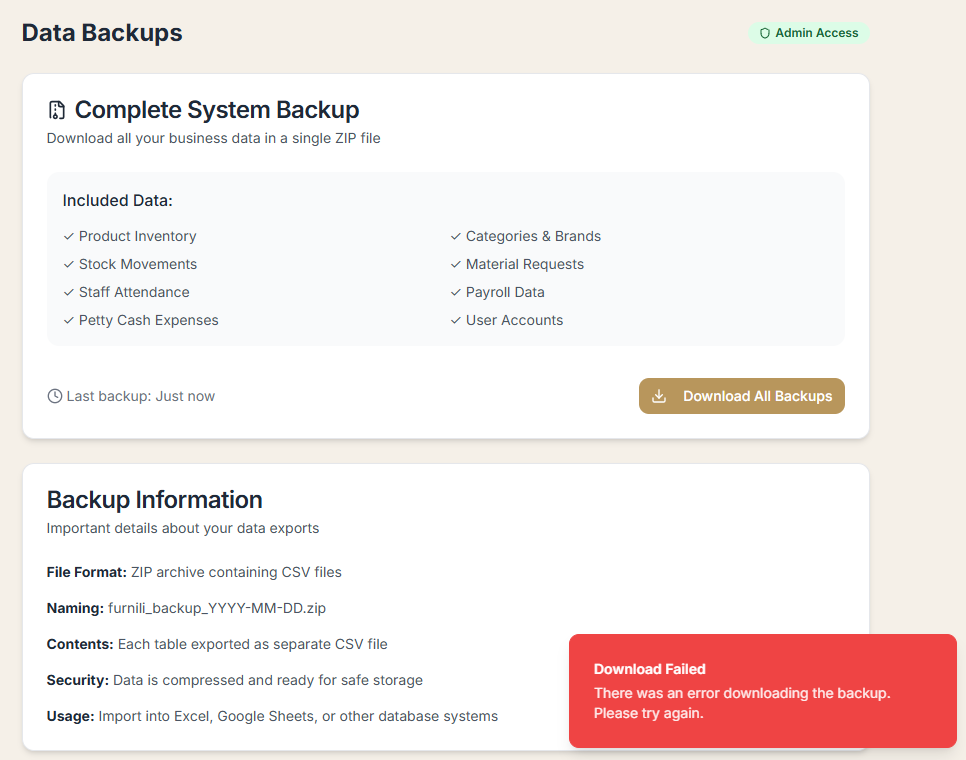 Data Backups
Admin Access
Complete System Backup
Download all your business data in a single ZIP file
Included Data:
✓ Product Inventory
✓ Categories & Brands
✓ Stock Movements
✓ Material Requests
✓ Staff Attendance
✓ Payroll Data
✓ Petty Cash Expenses
✓ User Accounts
Last backup: Just now
Download All Backups
Backup Information
Important details about your data exports
File Format: ZIP archive containing CSV files
Naming: furnili_backup_YYYY-MM-DD.zip
Contents: Each table exported as separate CSV file
Security: Data is compressed and ready for safe storage
Usage: Import into Excel, Google Sheets, or other database systems
Download Failed
There was an error downloading the backup.
Please try again.